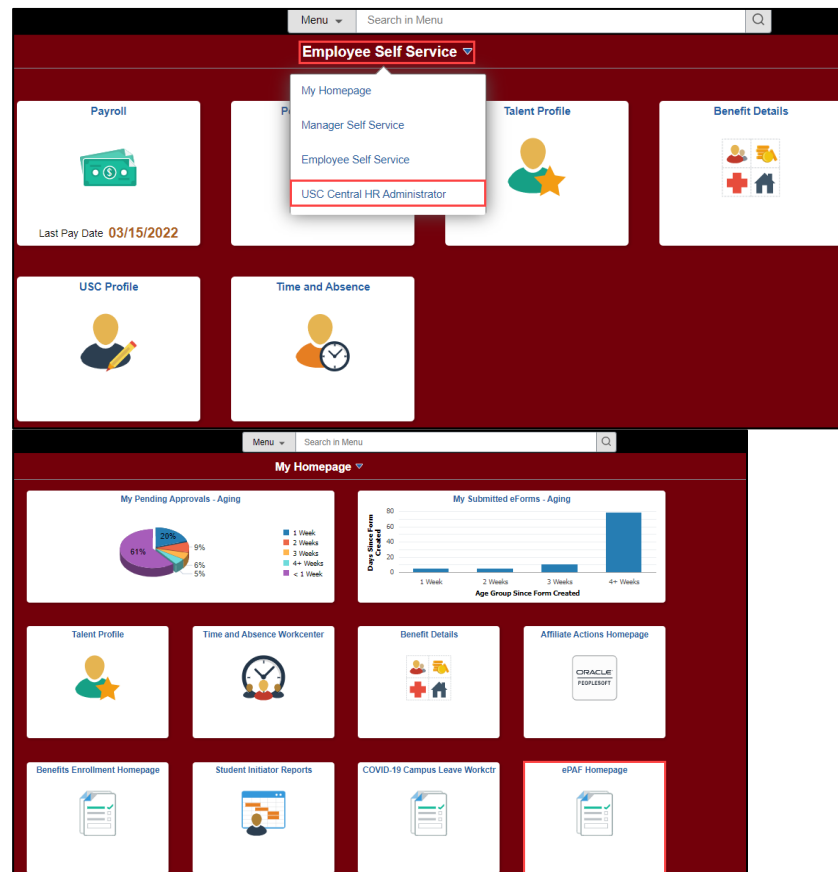 Menu
Search in Menu
Employee Self Service
My Homepage
Manager Self Service
Employee Self Service
USC Central HR Administrator
Payroll
P
Talent Profile
Benefit Details
Last Pay Date 03/15/2022
USC Profile
Time and Absence
Menu
Search in Menu
My Homepage
My Pending Approvals - Aging
20%
9%
6%
5%
61%
1 Week
2 Weeks
3 Weeks
4+ Weeks
< 1 Week
My Submitted eForms - Aging
Days Since Form
Created
80
60
40
20
0
1 Week
2 Weeks
3 Weeks
4+ Weeks
Age Group Since Form Created
Talent Profile
Time and Absence Workcenter
Benefit Details
Affiliate Actions Homepage
ORACLE
PEOPLESOFT
Benefits Enrollment Homepage
Student Initiator Reports
COVID-19 Campus Leave Workctr
ePAF Homepage